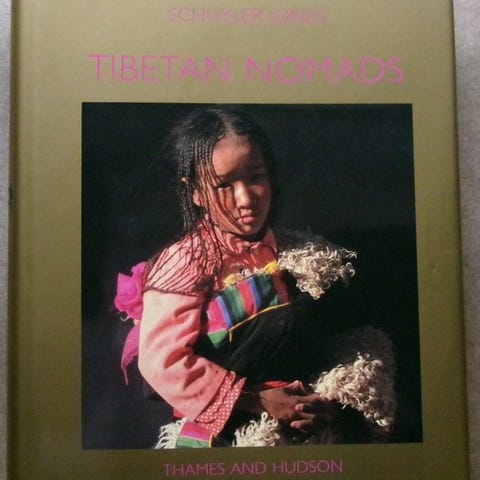 SCHUYLER JONES
TIBETAN NOMADS
THAMES AND HUDSON